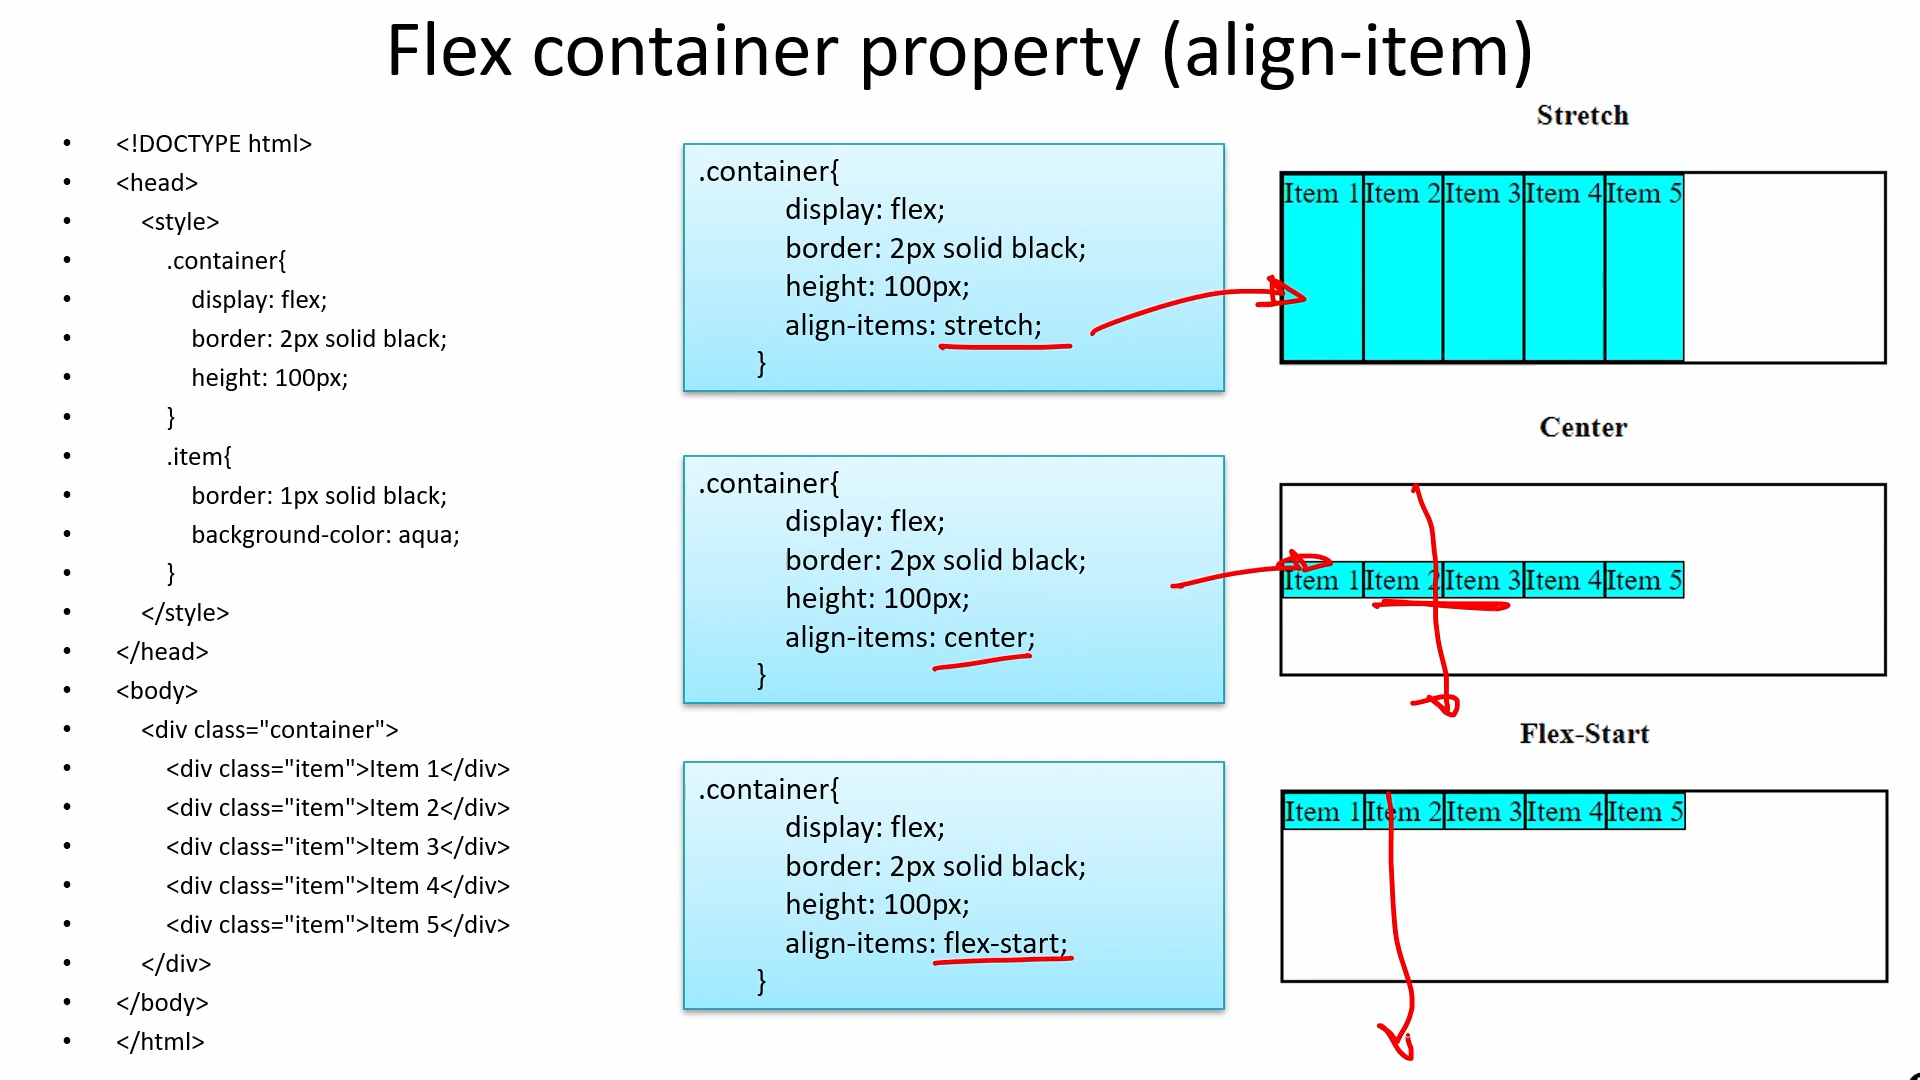 Flex container property (align-item)
• <!DOCTYPE html>
• <head>
• <style>
• .container{
• display: flex;
• border: 2px solid black;
• height: 100px;
• }
• .item{
• border: 1px solid black;
• background-color: aqua;
• }
• </style>
• </head>
• <body>
• <div class="container">
• <div class="item">Item 1</div>
• <div class="item">Item 2</div>
• <div class="item">Item 3</div>
• <div class="item">Item 4</div>
• <div class="item">Item 5</div>
• </div>
• </body>
• </html>
.container{
display: flex;
border: 2px solid black;
height: 100px;
align-items: stretch;
}
Stretch
Item 1 Item 2 Item 3 Item 4 Item 5
.container{
display: flex;
border: 2px solid black;
height: 100px;
align-items: center;
}
Center
Item 1 Item 2 Item 3 Item 4 Item 5
.container{
display: flex;
border: 2px solid black;
height: 100px;
align-items: flex-start;
}
Flex-Start
Item 1 Item 2 Item 3 Item 4 Item 5